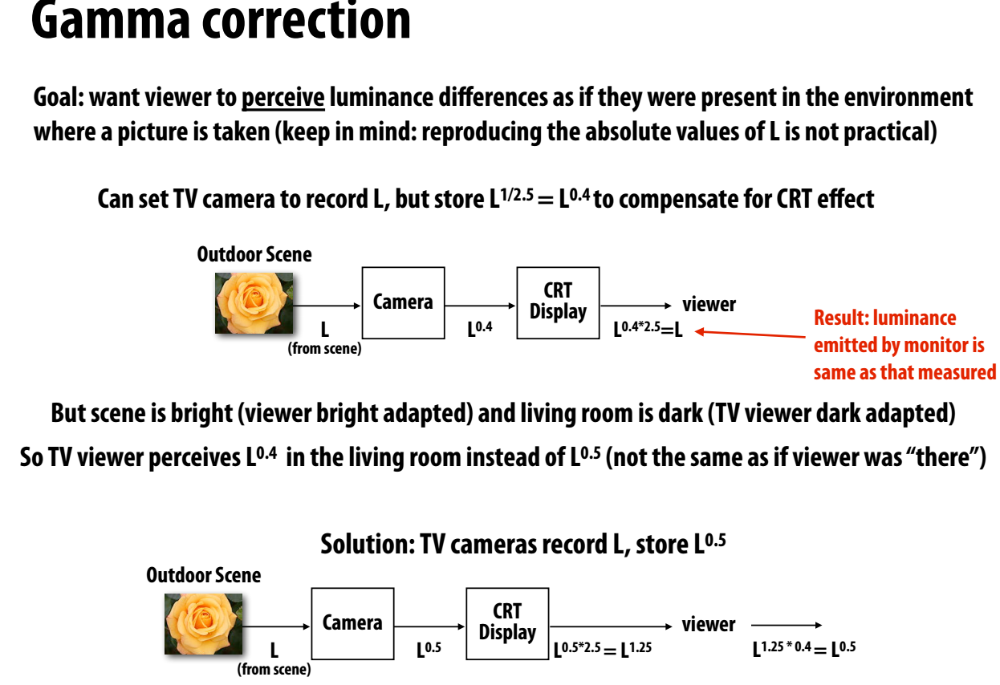 Gamma correction
Goal: want viewer to perceive luminance differences as if they were present in the environment
where a picture is taken (keep in mind: reproducing the absolute values of L is not practical)
Can set TV camera to record L, but store L^1/2.5 = L^0.4 to compensate for CRT effect
Outdoor Scene
Camera
CRT
Display
viewer
L
(from scene)
L^0.4
L^0.4*2.5=L
Result: luminance
emitted by monitor is
same as that measured
But scene is bright (viewer bright adapted) and living room is dark (TV viewer dark adapted)
So TV viewer perceives L^0.4 in the living room instead of L^0.5 (not the same as if viewer was “there”)
Solution: TV cameras record L, store L^0.5
Outdoor Scene
Camera
CRT
Display
viewer
L
(from scene)
L^0.5
L^0.5*2.5 = L^1.25
L^1.25 * 0.4 = L^0.5